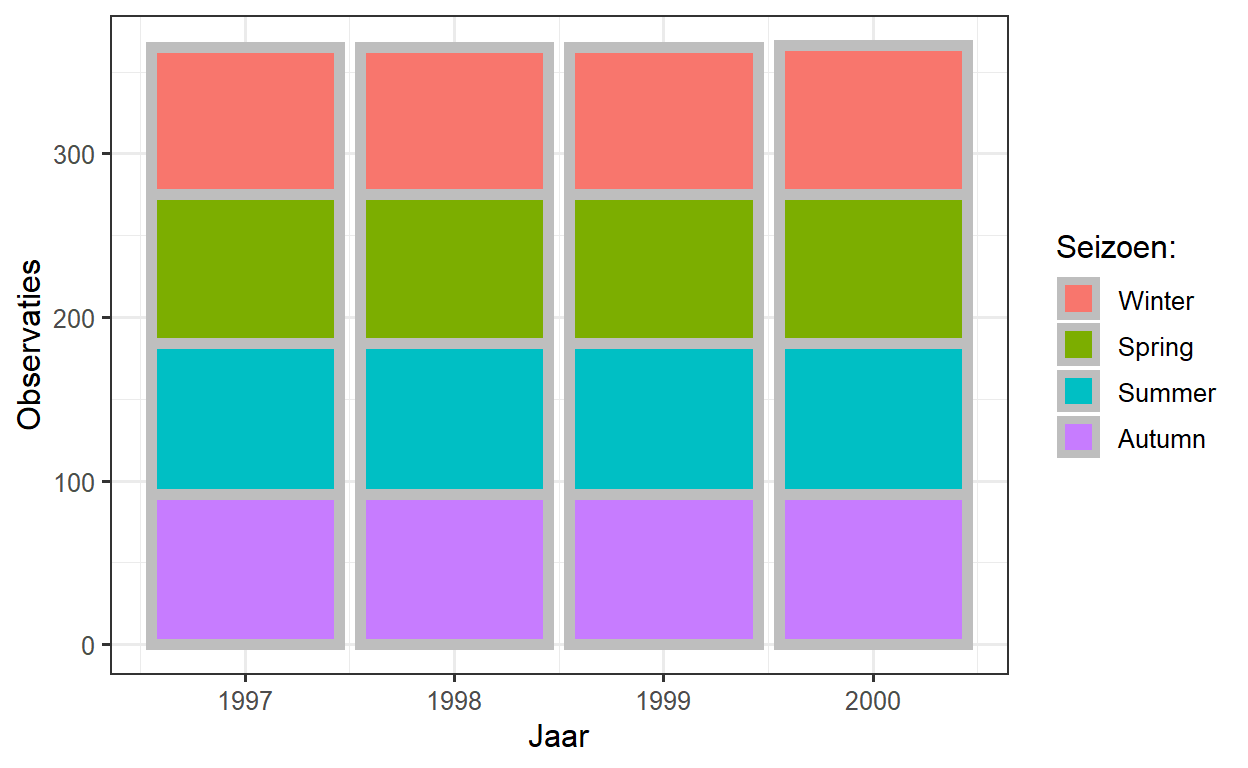 Observaties
300
200
100
0
1997 1998 1999 2000
Jaar
Seizoen:
Winter
Spring
Summer
Autumn